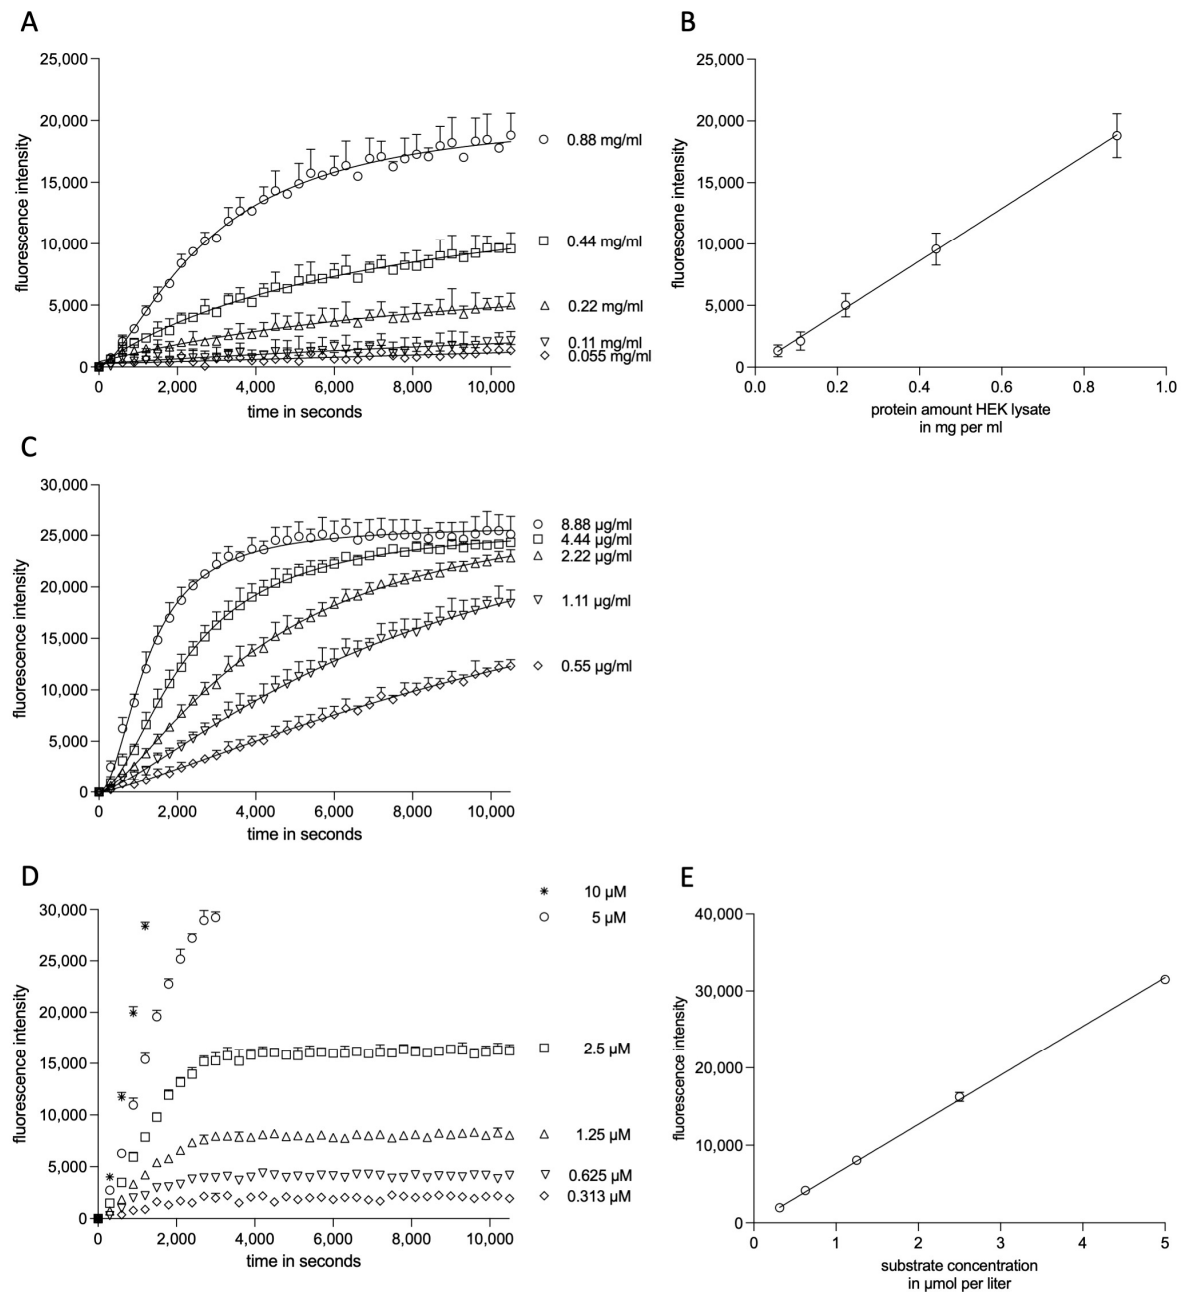 A
25,000
20,000
15,000
10,000
5,000
0
fluorescence intensity
0
2,000
4,000
6,000
8,000
10,000
time in seconds
0.88 mg/ml
0.44 mg/ml
0.22 mg/ml
0.11 mg/ml
0.055 mg/ml
B
25,000
20,000
15,000
10,000
5,000
0
fluorescene intensity
0.0
0.2
0.4
0.6
0.8
1.0
protein amount HEK lysate
in mg per ml
C
30,000
25,000
20,000
15,000
10,000
5,000
0
fluorescence intensity
0
2,000
4,000
6,000
8,000
10,000
time in seconds
8.88 µg/ml
4.44 µg/ml
2.22 µg/ml
1.11 µg/ml
0.55 µg/ml
D
30,000
25,000
20,000
15,000
10,000
5,000
0
fluorescence intensity
0
2,000
4,000
6,000
8,000
10,000
time in seconds
10 µM
5 µM
2.5 µM
1.25 µM
0.625 µM
0.313 µM
E
40,000
30,000
20,000
10,000
0
fluorescence intensity
0
1
2
3
4
5
substrate concentration
in µmol per liter